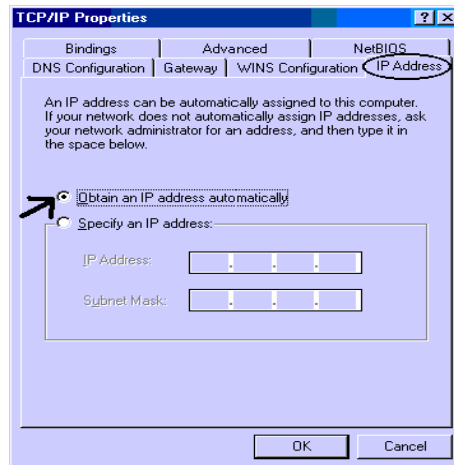 TCP/IP Properties
Bindings Advanced NetBIOS
DNS Configuration Gateway WINS Configuration IP Address
An IP address can be automatically assigned to this computer.
If your network does not automatically assign IP addresses, ask
your network administrator for an address, and then type it in
the space below.
Obtain an IP address automatically
Specify an IP address:
IP Address:
. . .
Subnet Mask:
. . .
OK Cancel